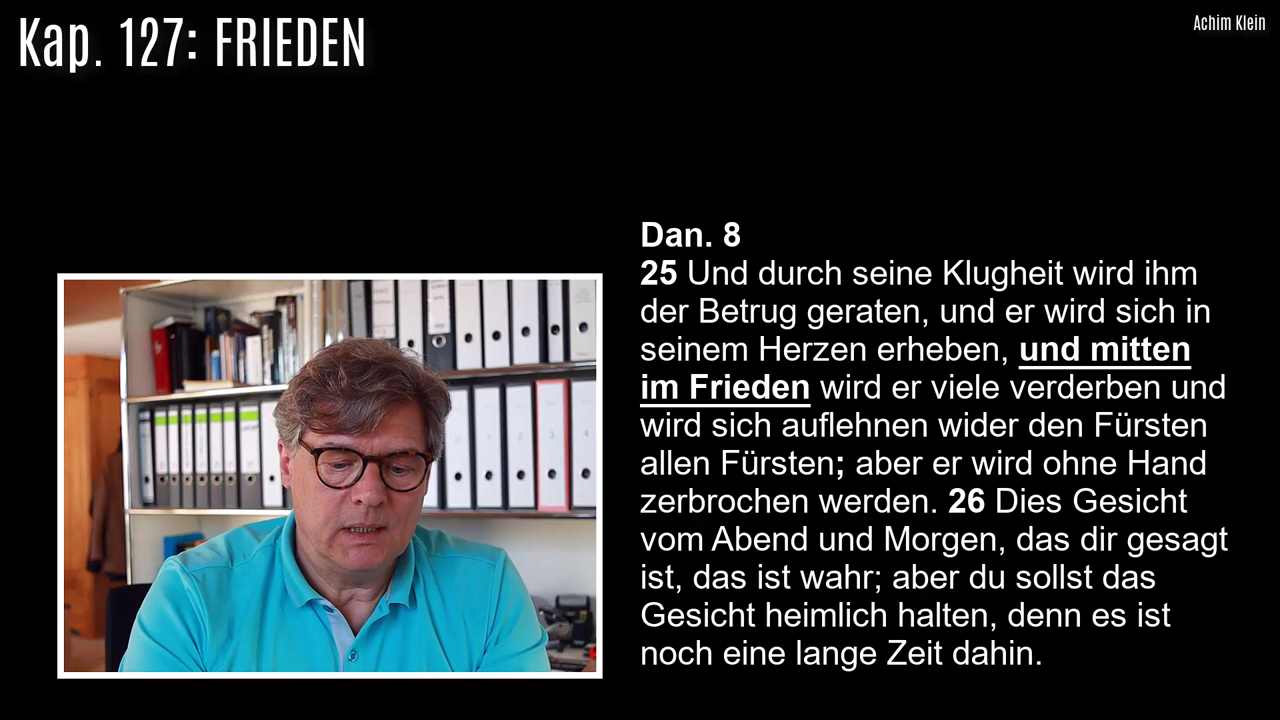 Kap. 127: FRIEDEN
Achim Klein
Dan. 8
25 Und durch seine Klugheit wird ihm
der Betrug geraten, und er wird sich in
seinem Herzen erheben, und mitten
im Frieden wird er viele verderben und
wird sich auflehnen wider den Fürsten
allen Fürsten; aber er wird ohne Hand
zerbrochen werden. 26 Dies Gesicht
vom Abend und Morgen, das dir gesagt
ist, das ist wahr; aber du sollst das
Gesicht heimlich halten, denn es ist
noch eine lange Zeit dahin.